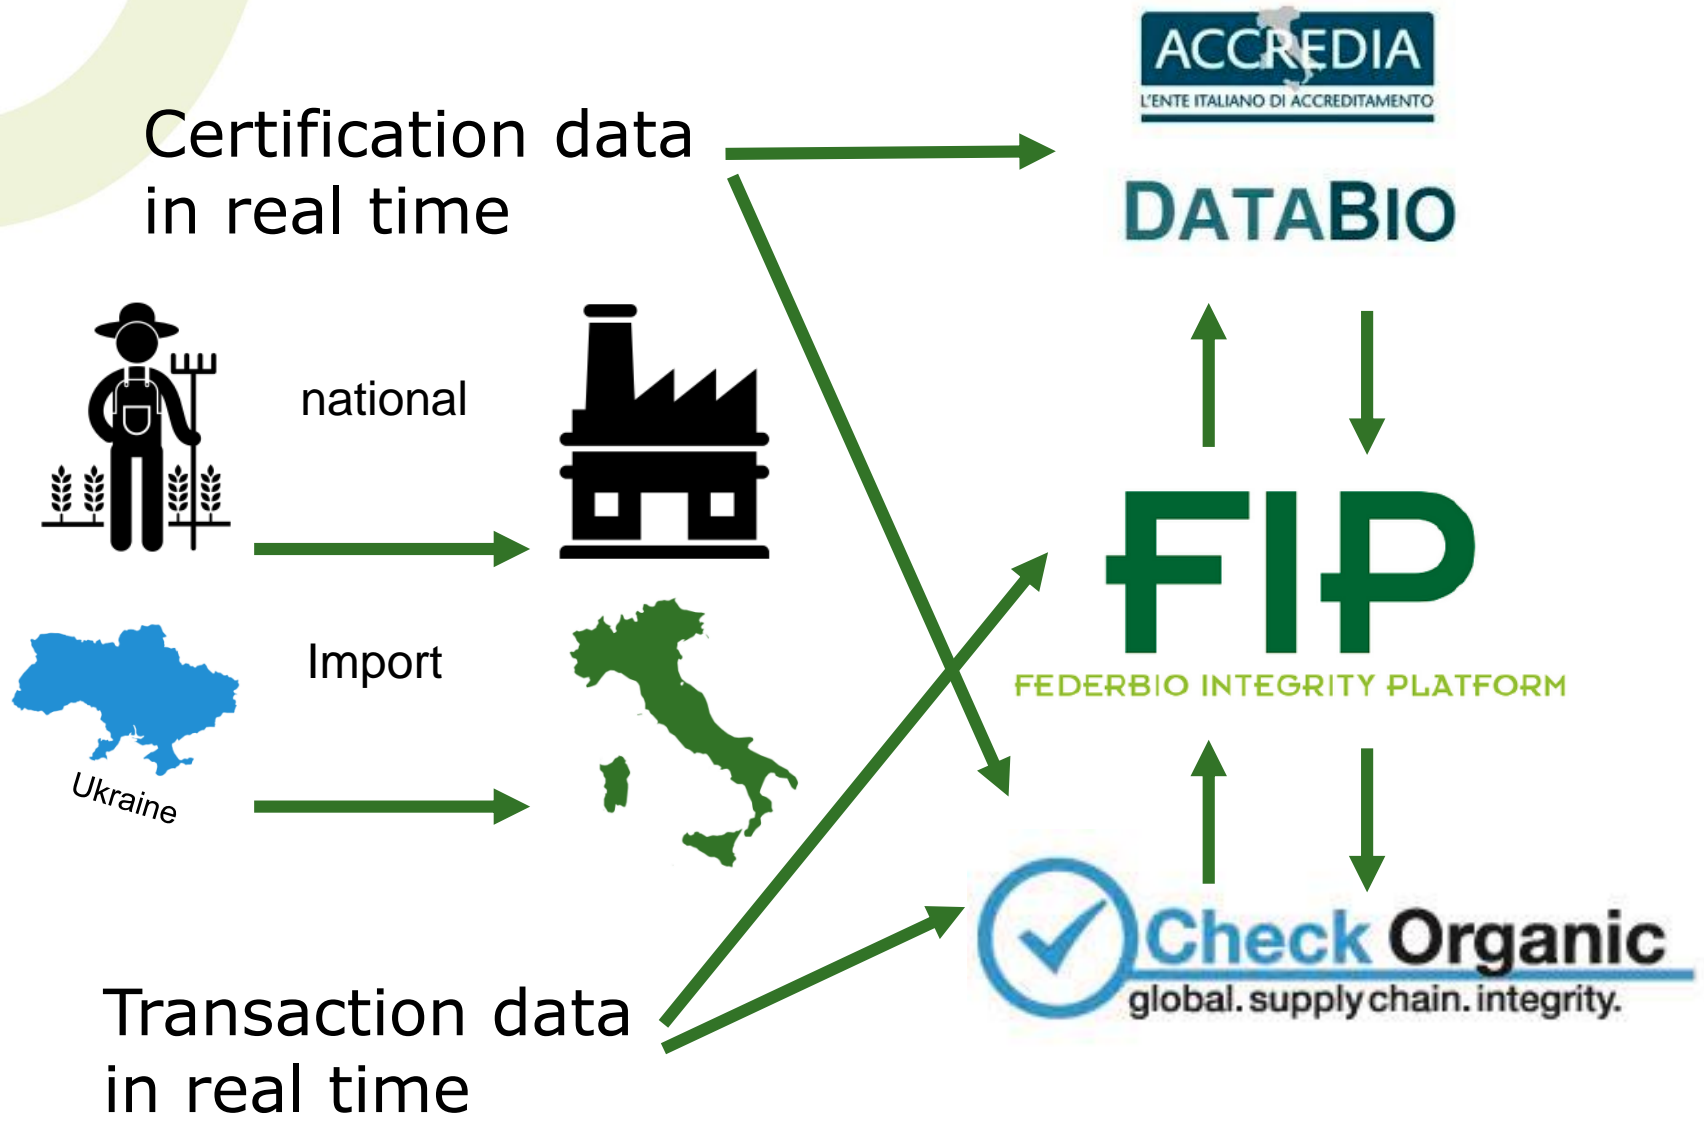 ACCREDIA
L'ENTE ITALIANO DI ACCREDITAMENTO
Certification data
in real time
DATABIO
national
FIP
FEDERBIO INTEGRITY PLATFORM
Import
Ukraine
Check Organic
global. supply chain. integrity.
Transaction data
in real time